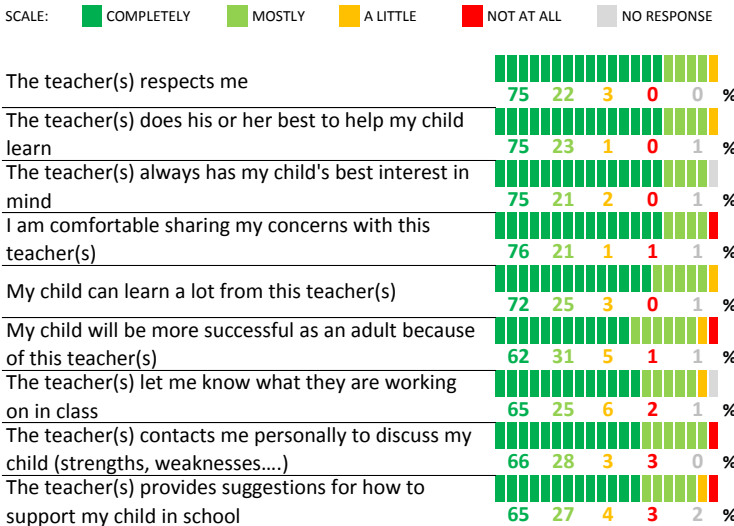 SCALE: COMPLETELY MOSTLY A LITTLE NOT AT ALL NO RESPONSE
The teacher(s) respects me
75 22 3 0 0 %
The teacher(s) does his or her best to help my child
learn
75 23 1 0 1 %
The teacher(s) always has my child's best interest in
mind
75 21 2 0 1 %
I am comfortable sharing my concerns with this
teacher(s)
76 21 1 1 1 %
My child can learn a lot from this teacher(s)
72 25 3 0 1 %
My child will be more successful as an adult because
of this teacher(s)
62 31 5 1 1 %
The teacher(s) let me know what they are working
on in class
65 25 6 2 1 %
The teacher(s) contacts me personally to discuss my
child (strengths, weaknesses....)
66 28 3 3 0 %
The teacher(s) provides suggestions for how to
support my child in school
65 27 4 3 2 %